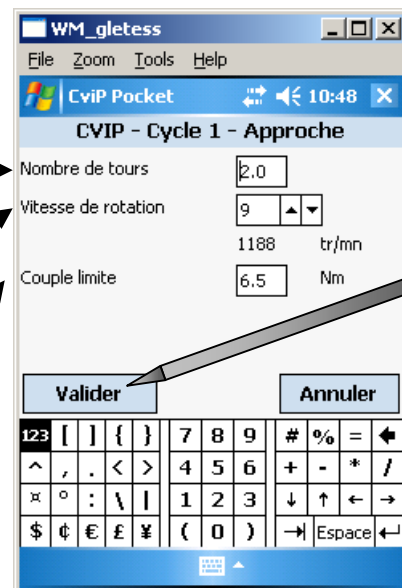 WM_gletess
File Zoom Tools Help
CviP Pocket 10:48
CVIP - Cycle 1 - Approche
Nombre de tours 2.0
Vitesse de rotation 9
1188 tr/mn
Couple limite 6.5 Nm
Valider Annuler
123 [ ] { } 7 8 9 # % =
^ , . < > 4 5 6 + - * /
¤ ° : \ | 1 2 3 ↓ ↑ ← →
$ ¢ € £ ¥ ( 0 ) Espace